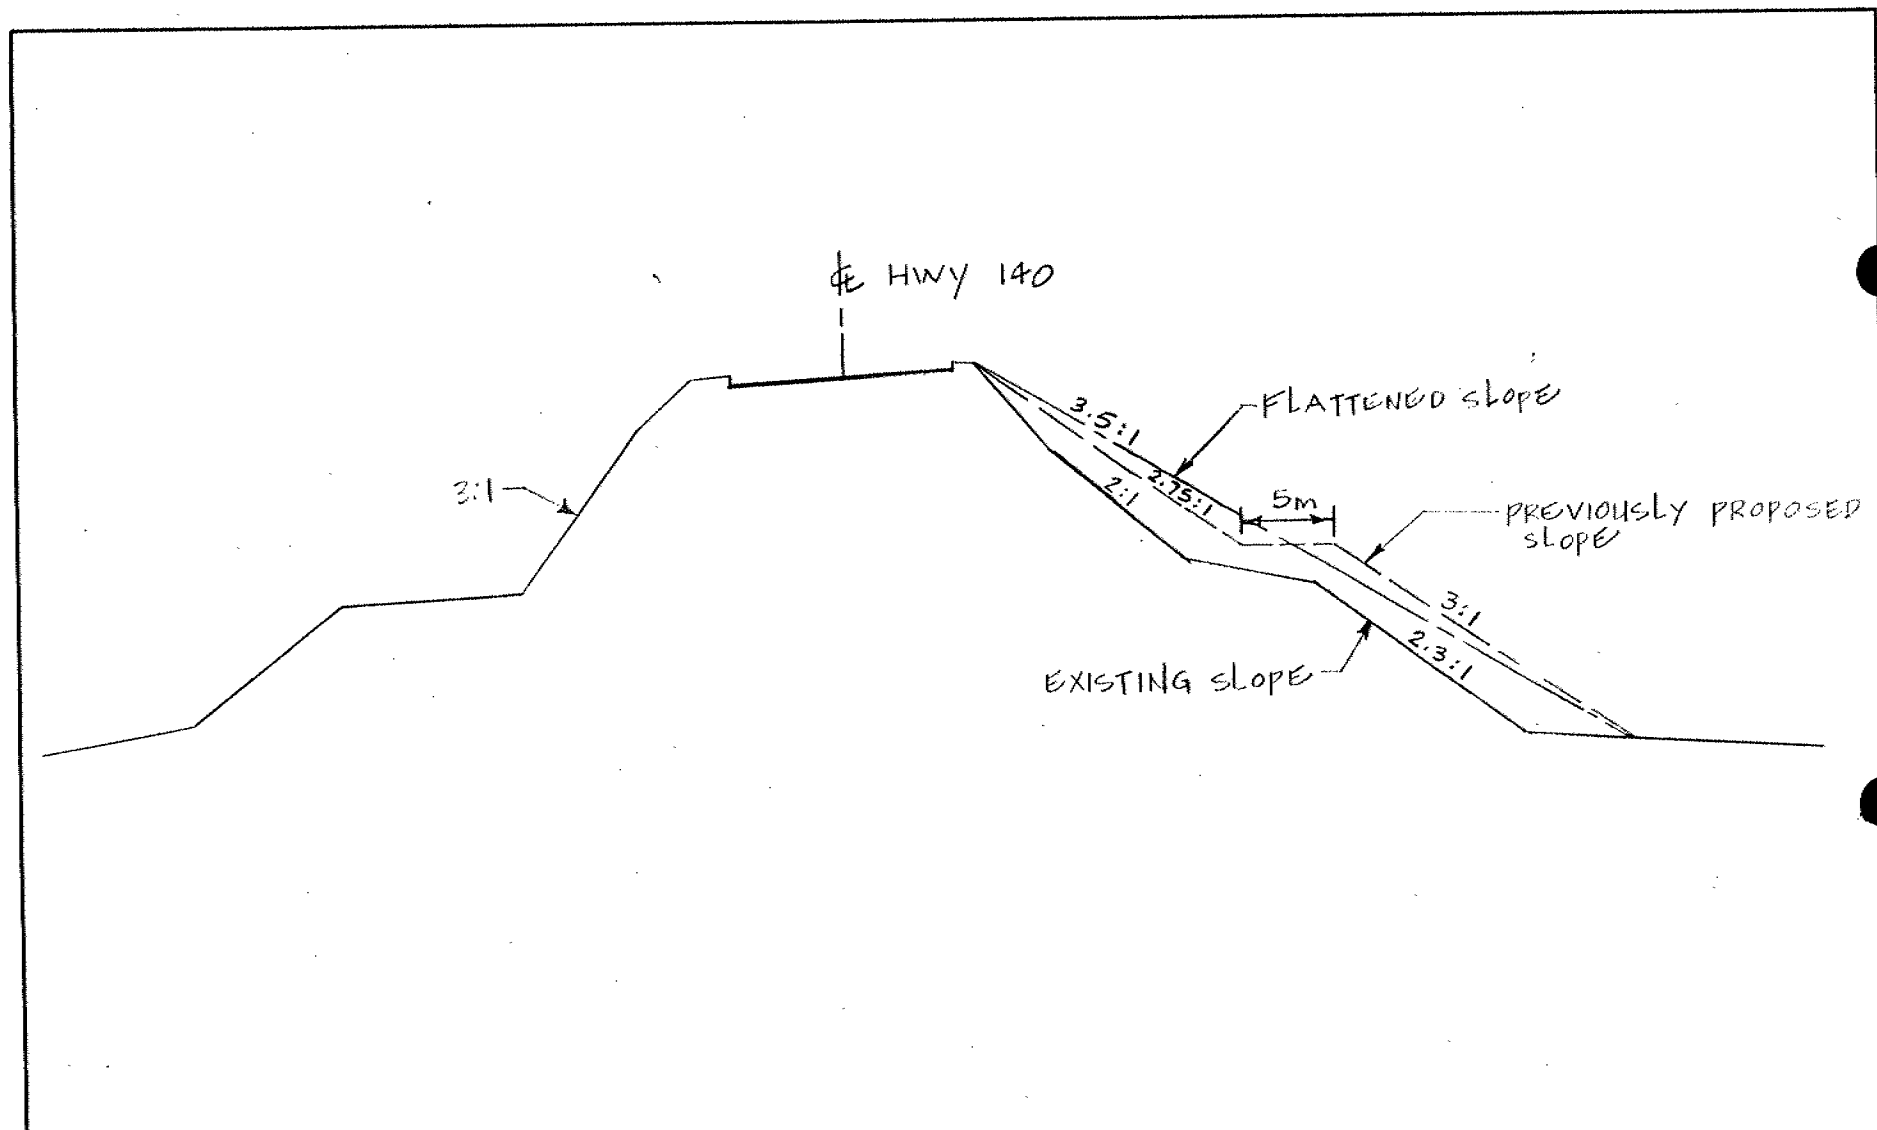 ℄ HWY 140
3.5:1
FLATTENED SLOPE
2.75:1
2:1
5m
3:1
PREVIOUSLY PROPOSED
SLOPE
3:1
2.3:1
EXISTING SLOPE